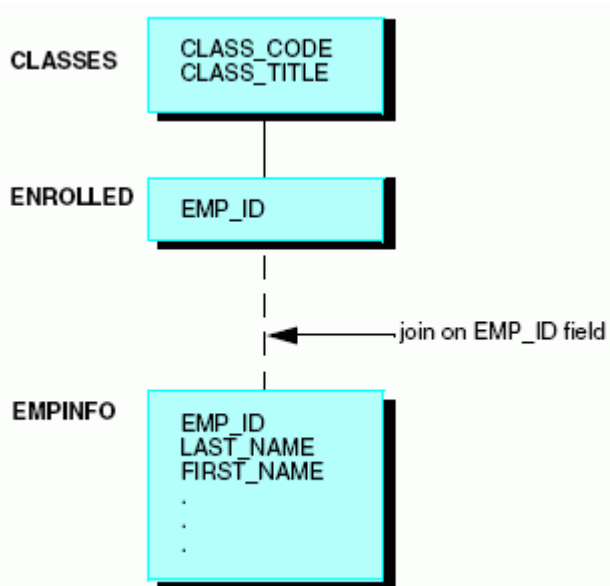 CLASSES
CLASS_CODE
CLASS_TITLE
ENROLLED
EMP_ID
join on EMP_ID field
EMPINFO
EMP_ID
LAST_NAME
FIRST_NAME
.
.
.